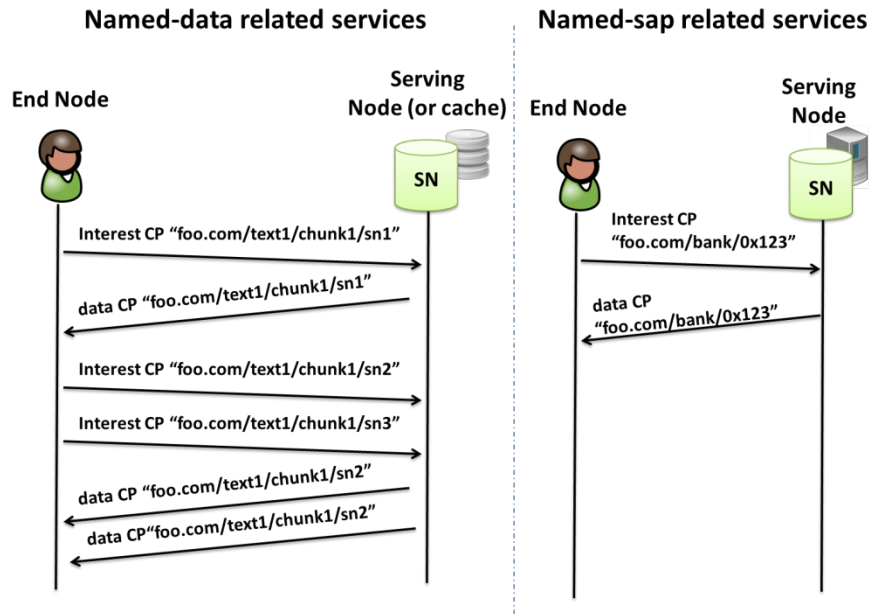 Named-data related services
End Node
Serving
Node (or cache)
SN
Interest CP “foo.com/text1/chunk1/sn1”
data CP “foo.com/text1/chunk1/sn1”
Interest CP “foo.com/text1/chunk1/sn2”
Interest CP “foo.com/text1/chunk1/sn3”
data CP “foo.com/text1/chunk1/sn2”
data CP“foo.com/text1/chunk1/sn2”
Named-sap related services
End Node
Serving
Node
SN
Interest CP
“foo.com/bank/0x123”
data CP
“foo.com/bank/0x123”